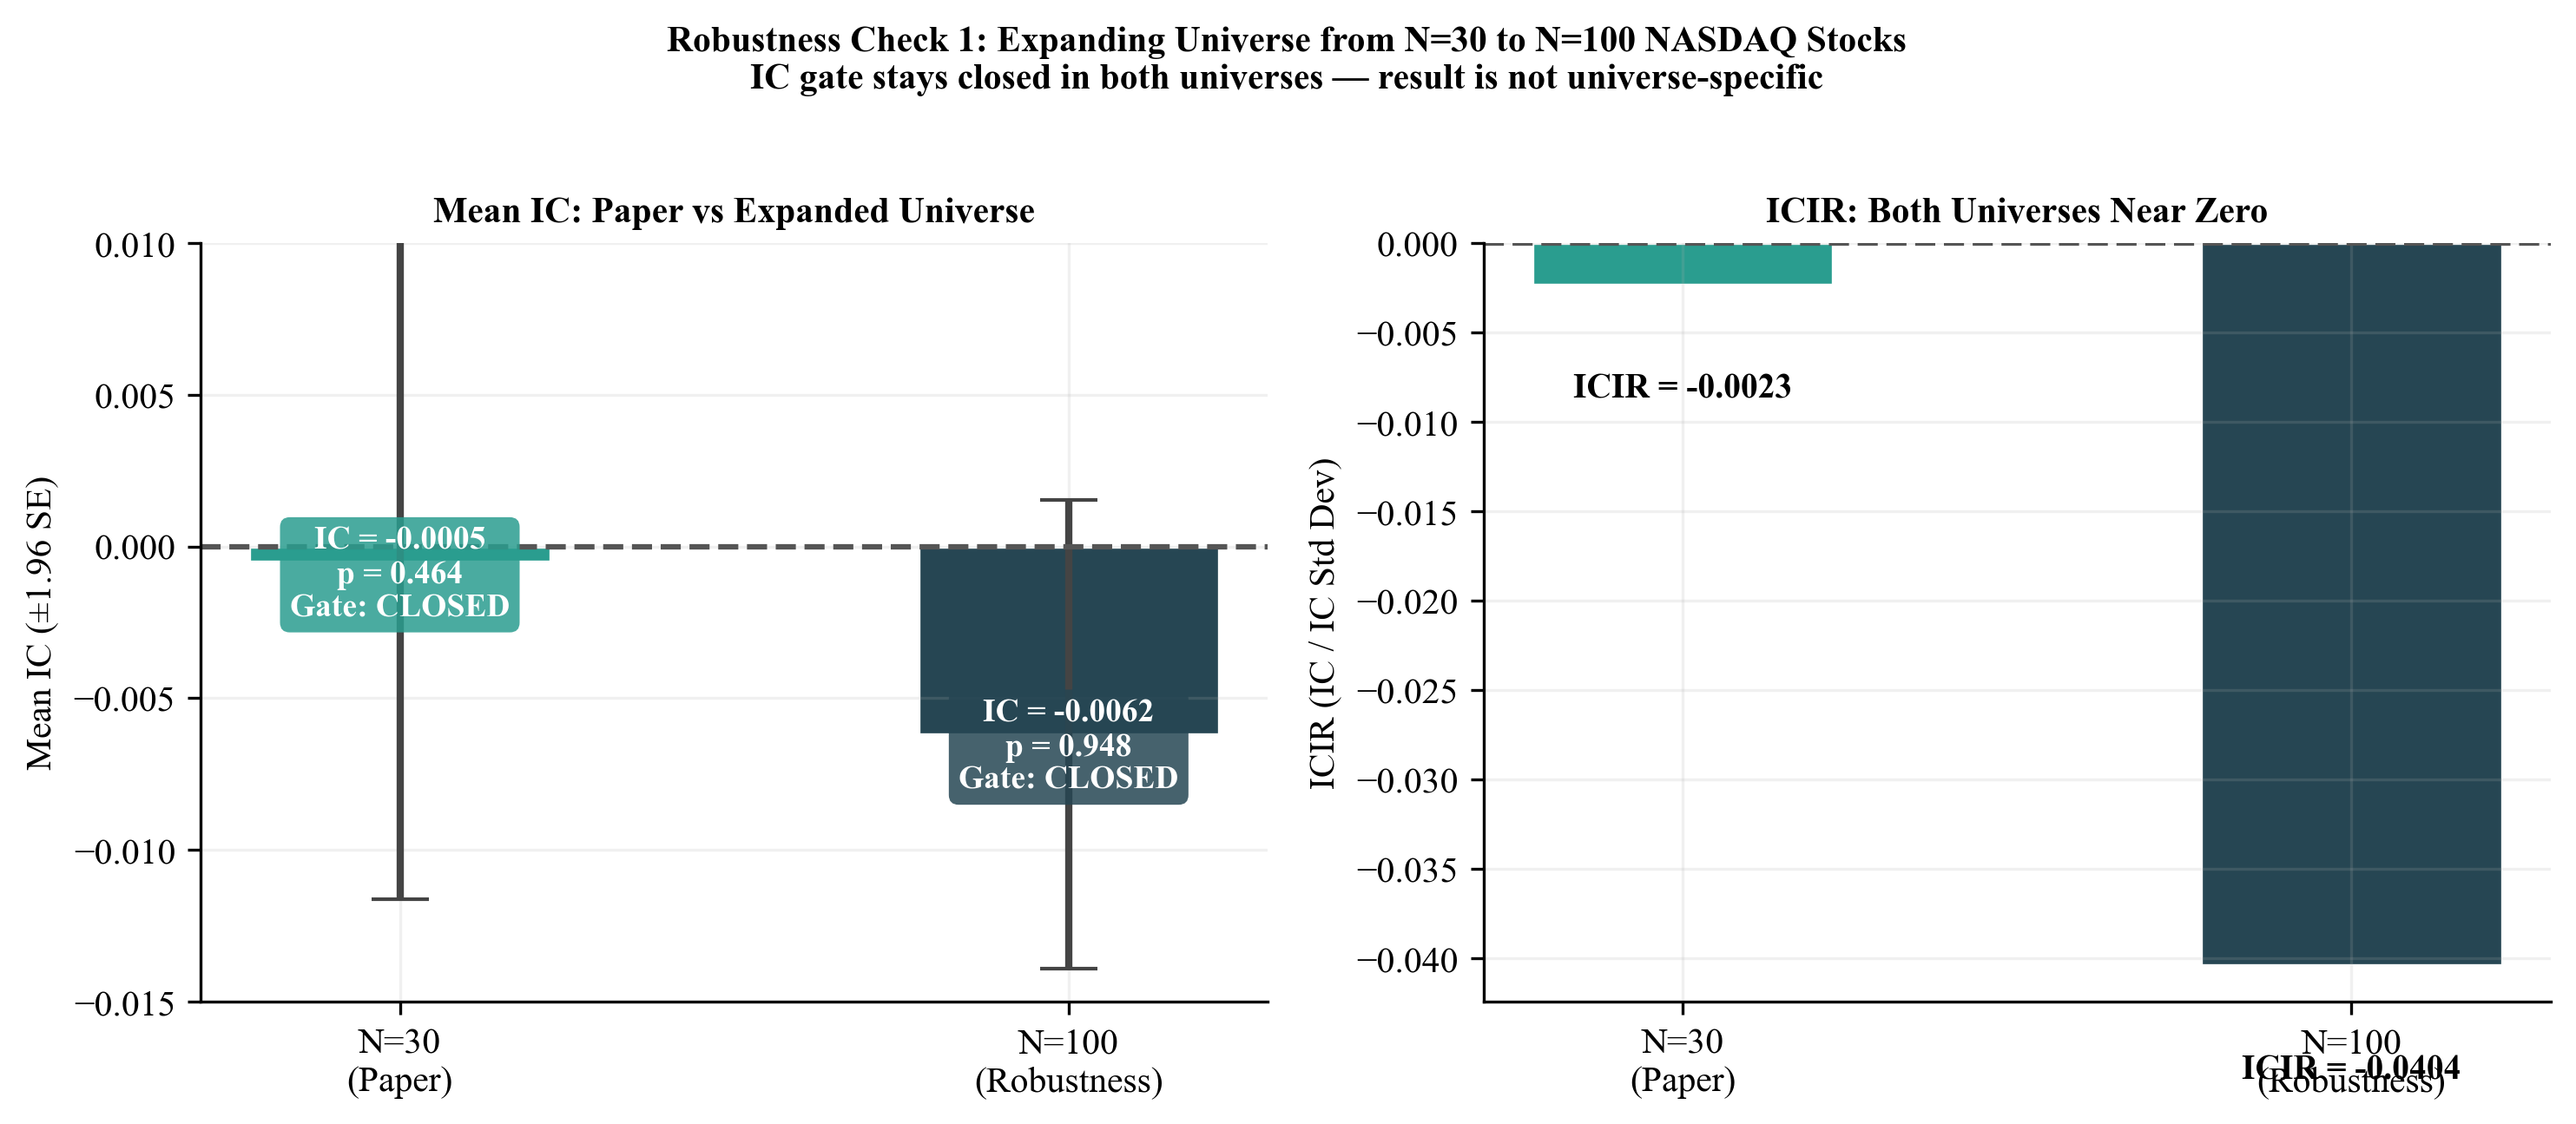 Robustness Check 1: Expanding Universe from N=30 to N=100 NASDAQ Stocks
IC gate stays closed in both universes — result is not universe-specific
Mean IC: Paper vs Expanded Universe
Mean IC (±1.96 SE)
0.010
0.005
0.000
−0.005
−0.010
−0.015
IC = -0.0005
p = 0.464
Gate: CLOSED
IC = -0.0062
p = 0.948
Gate: CLOSED
N=30
(Paper)
N=100
(Robustness)
ICIR: Both Universes Near Zero
ICIR (IC / IC Std Dev)
0.000
−0.005
−0.010
−0.015
−0.020
−0.025
−0.030
−0.035
−0.040
ICIR = -0.0023
N=30
(Paper)
N=100
ICIR = -0.0404
(Robustness)